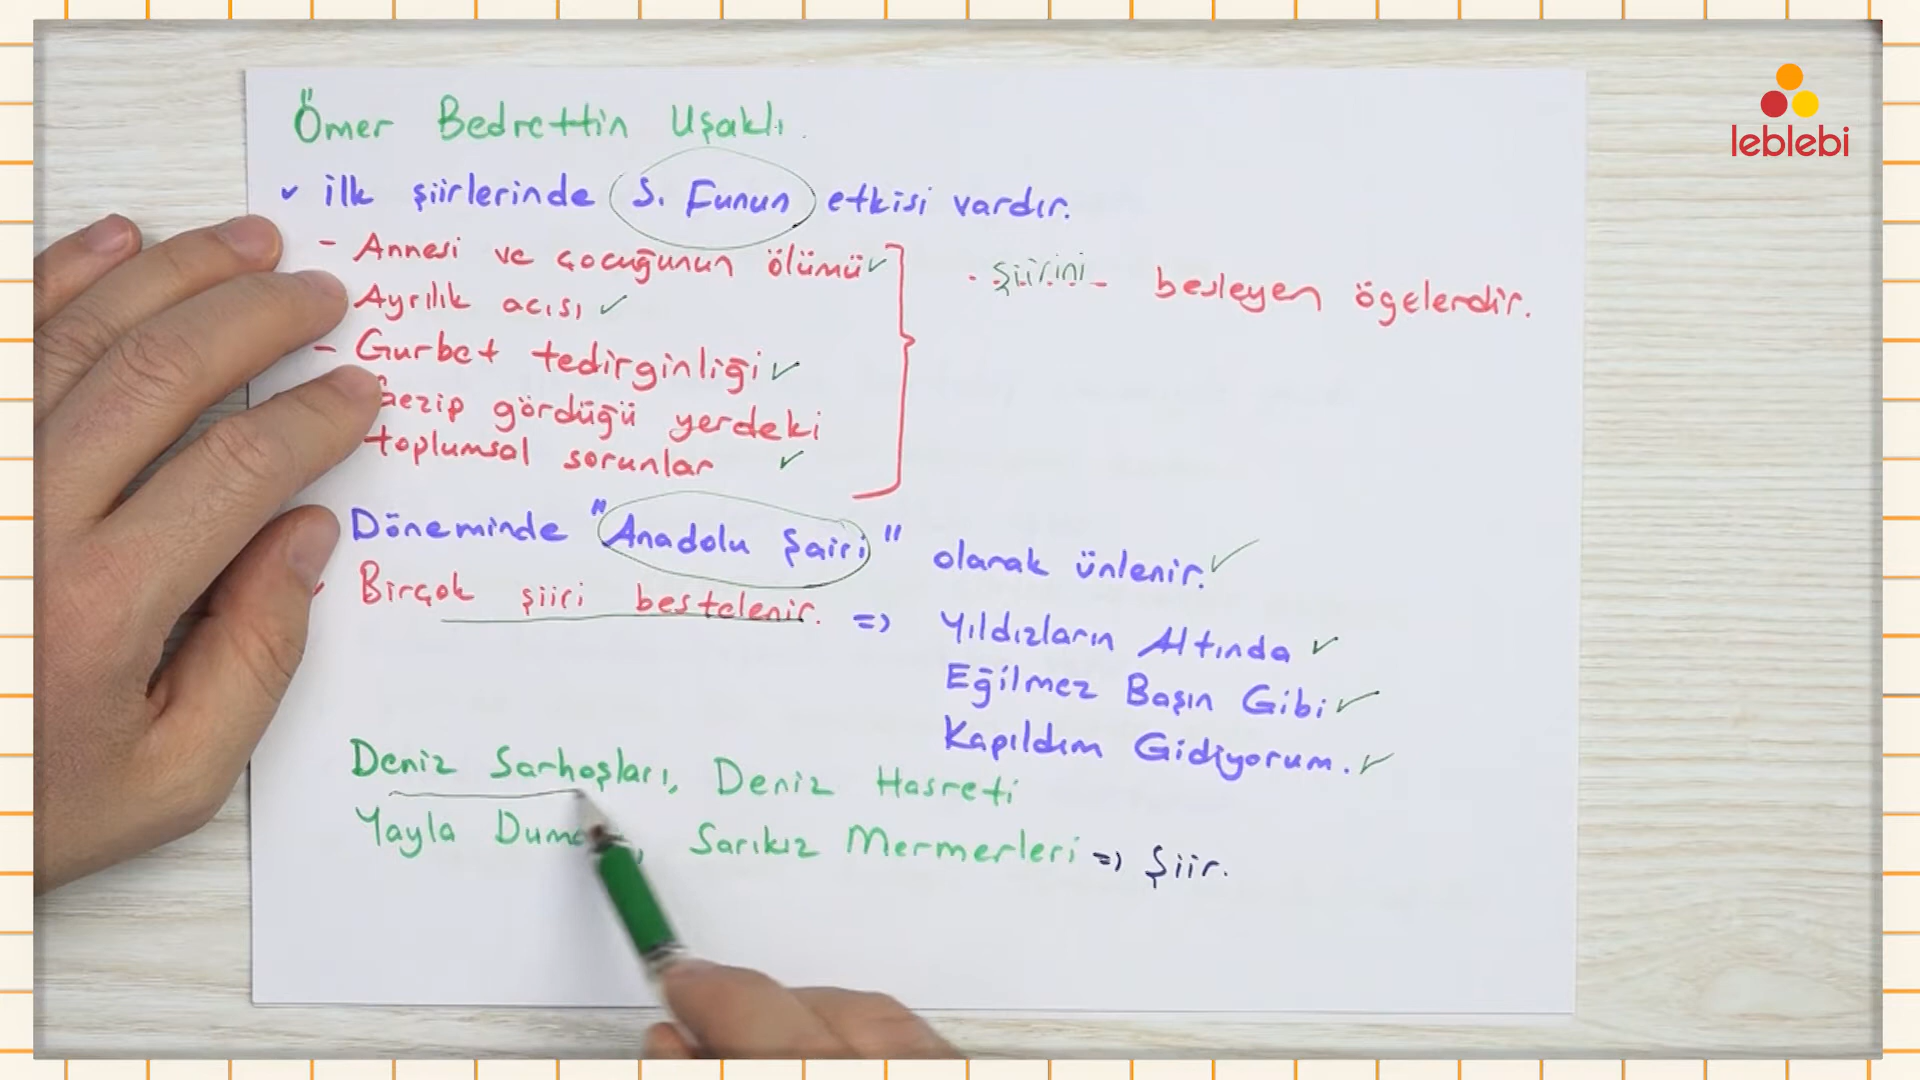 leblebi
Ömer Bedrettin Uşaklı.
✓ ilk şiirlerinde S. Funun etkisi vardır.
- Annesi ve çocuğunun ölümü ✓
Ayrılık acısı ✓
- Gurbet tedirginliği ✓
Gezip gördüğü yerdeki
toplumsal sorunlar ✓
- Şiirini - besleyen ögelerdir.
Döneminde "Anadolu Şairi" olarak ünlenir. ✓
Birçok şiiri bestelenir. => Yıldızların Altında ✓
Eğilmez Başın Gibi ✓
Kapıldım Gidiyorum. ✓
Deniz Sarhoşları, Deniz Hasreti
Yayla , Sarıkız Mermerleri => Şiir.